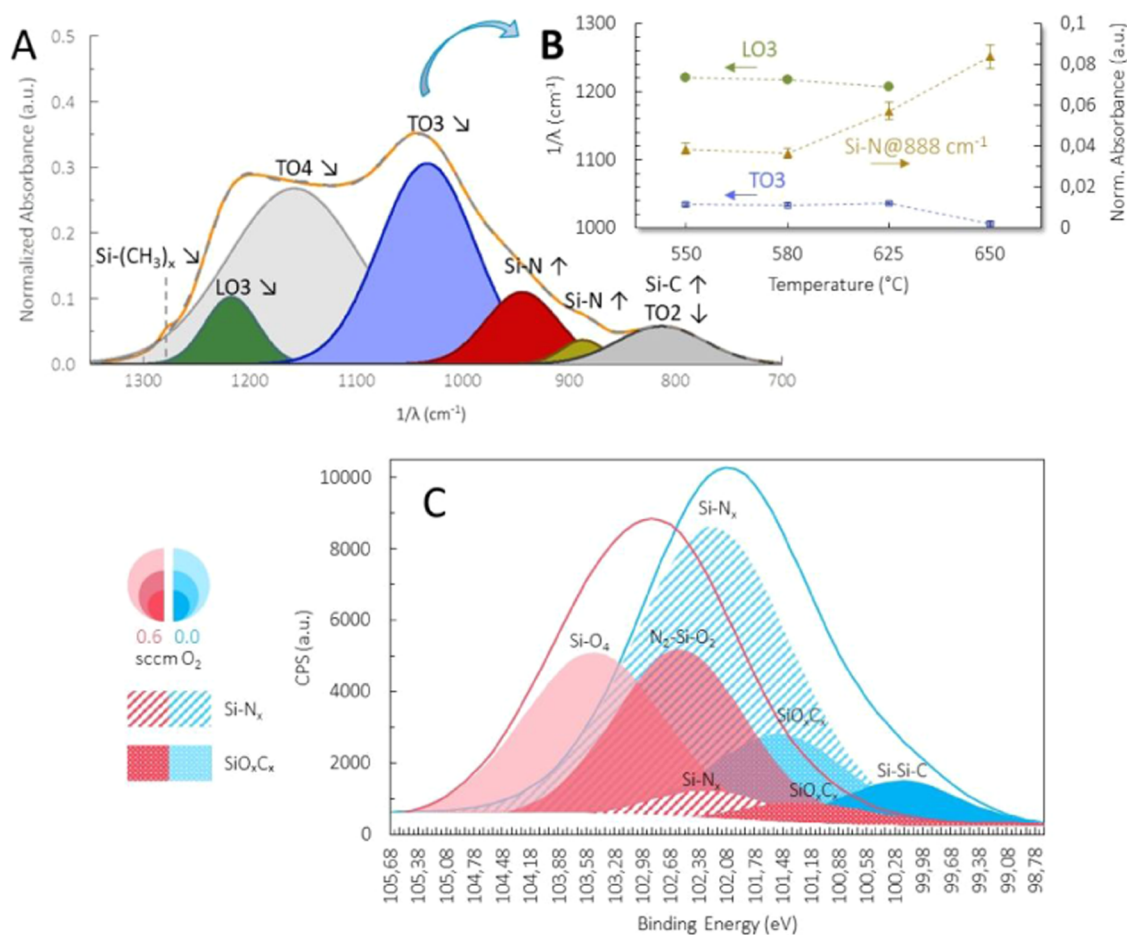 A
0.5
0.4
0.3
0.2
0.1
0.0
Normalized Absorbance (a.u.)
TO3 ↘
TO4 ↘
Si-(CH₃)ₓ ↘
LO3 ↘
Si-N ↑
Si-N ↑
Si-C ↑
TO2 ↓
1300 1200 1100 1000 900 800 700
1/λ (cm⁻¹)
B
1300
1200
1100
1000
1/λ (cm⁻¹)
LO3
Si-N@888 cm⁻¹
TO3
0,1
0,08
0,06
0,04
0,02
0
Norm. Absorbance (a.u.)
550 580 625 650
Temperature (°C)
C
10000
8000
6000
4000
2000
0
CPS (a.u.)
Si-Nₓ
Si-O₄
N₂-Si-O₂
SiOₓCₓ
Si-Nₓ
SiOₓCₓ
Si-Si-C
0.6 0.0
sccm O₂
Si-Nₓ
SiOₓCₓ
105,68 105,38 105,08 104,78 104,48 104,18 103,88 103,58 103,28 102,98 102,68 102,38 102,08 101,78 101,48 101,18 100,88 100,58 100,28 99,98 99,68 99,38 99,08 98,78
Binding Energy (eV)